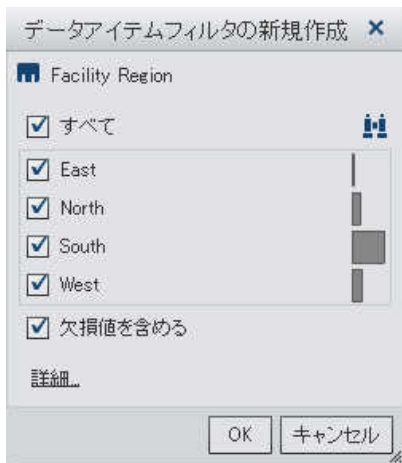 データアイテムフィルタの新規作成
Facility Region
すべて
East
North
South
West
欠損値を含める
詳細...
OK キャンセル